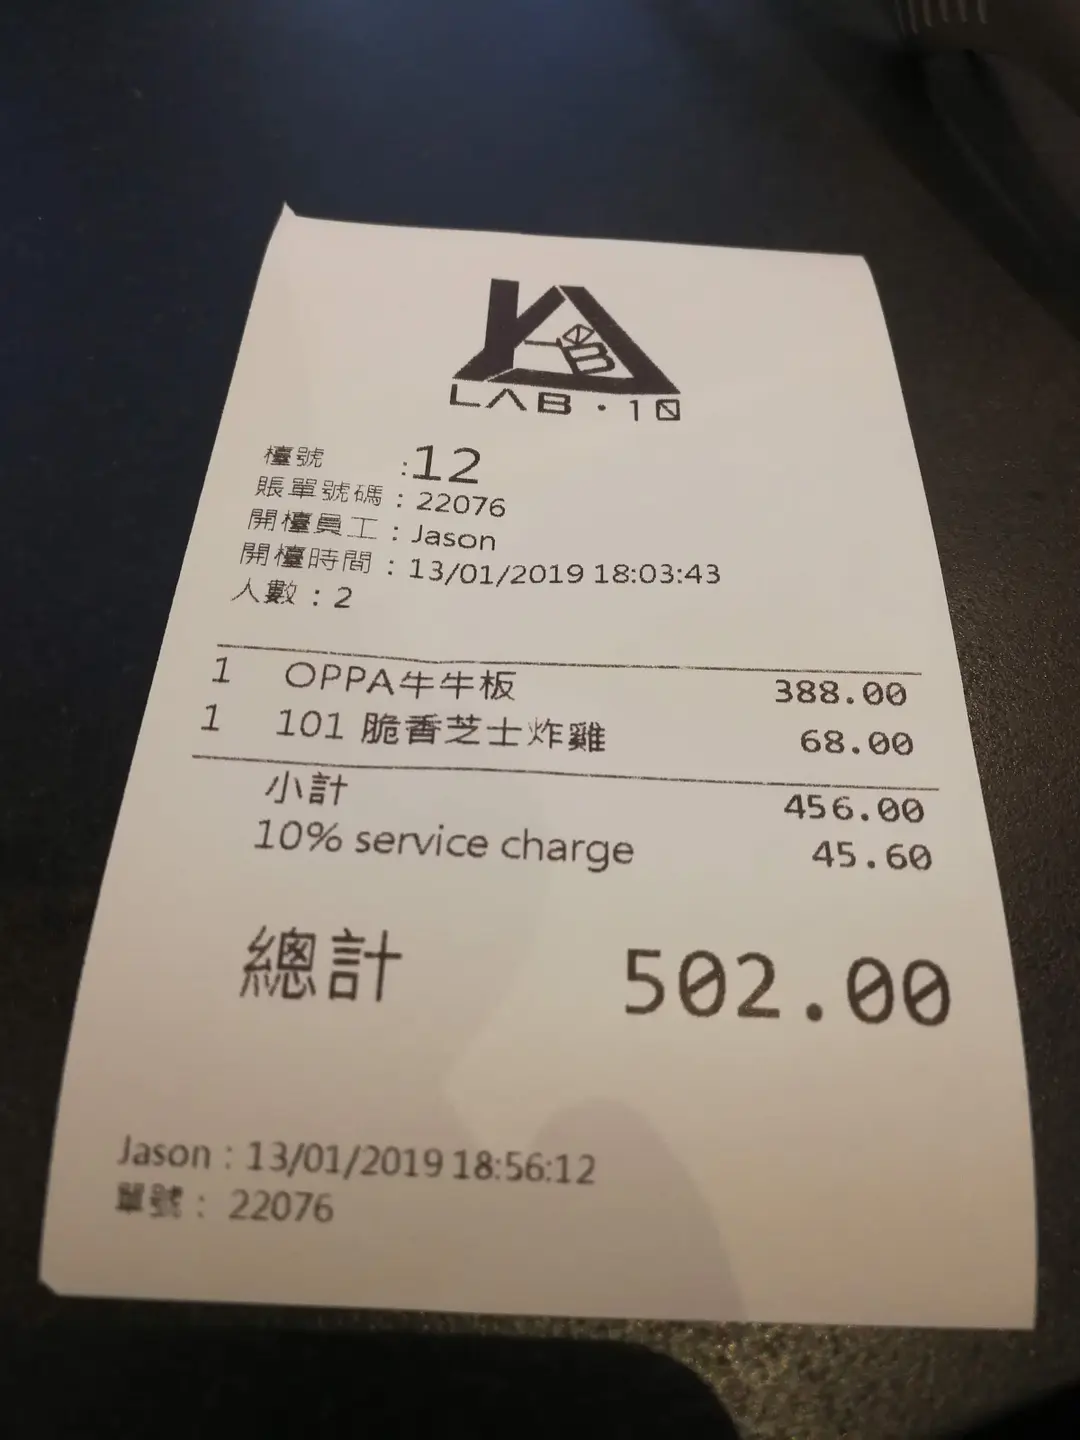 LAB·10
檯號 :12
賬單號碼 : 22076
開檯員工 : Jason
開檯時間 : 13/01/2019 18:03:43
人數 : 2
1 OPPA牛牛板 388.00
1 101 脆香芝士炸雞 68.00
小計 456.00
10% service charge 45.60
總計 502.00
Jason : 13/01/2019 18:56:12
單號 : 22076